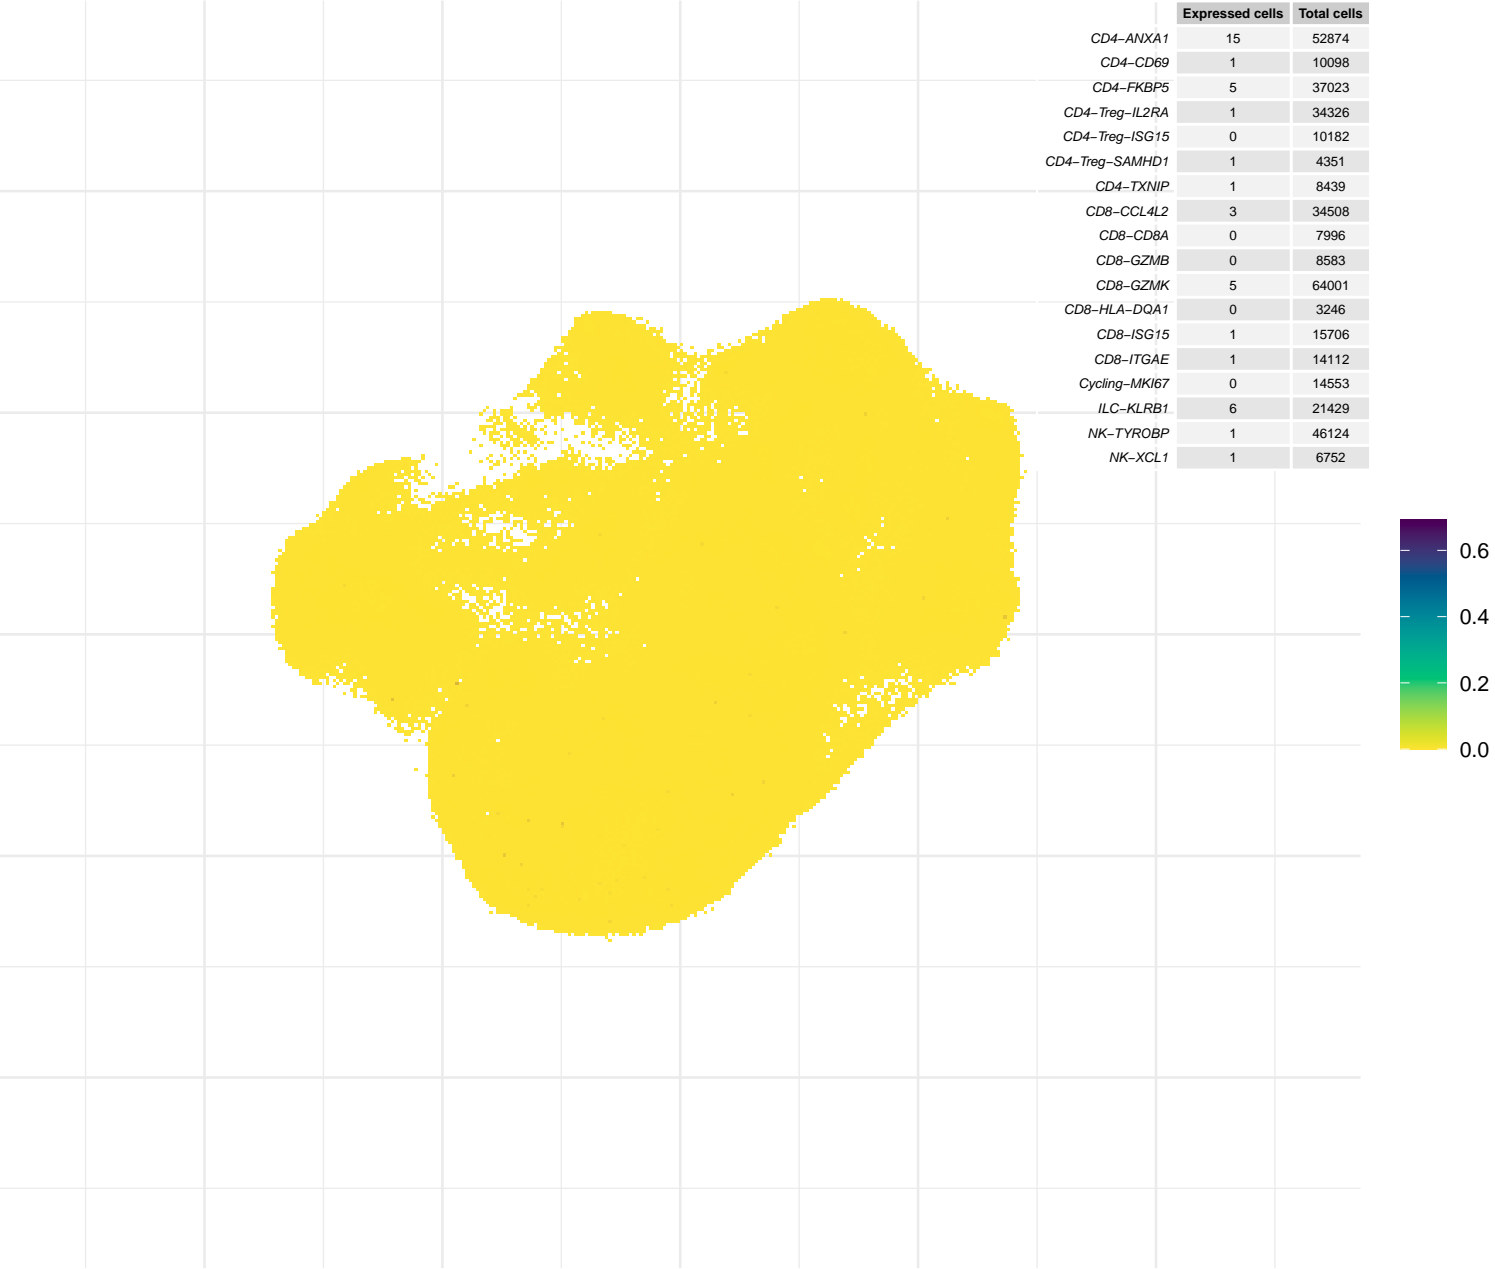 Expressed cells Total cells
CD4−ANXA1 15 52874
CD4−CD69 1 10098
CD4−FKBP5 5 37023
CD4−Treg−IL2RA 1 34326
CD4−Treg−ISG15 0 10182
CD4−Treg−SAMHD1 1 4351
CD4−TXNIP 1 8439
CD8−CCL4L2 3 34508
CD8−CD8A 0 7996
CD8−GZMB 0 8583
CD8−GZMK 5 64001
CD8−HLA−DQA1 0 3246
CD8−ISG15 1 15706
CD8−ITGAE 1 14112
Cycling−MKI67 0 14553
ILC−KLRB1 6 21429
NK−TYROBP 1 46124
NK−XCL1 1 6752
0.6
0.4
0.2
0.0